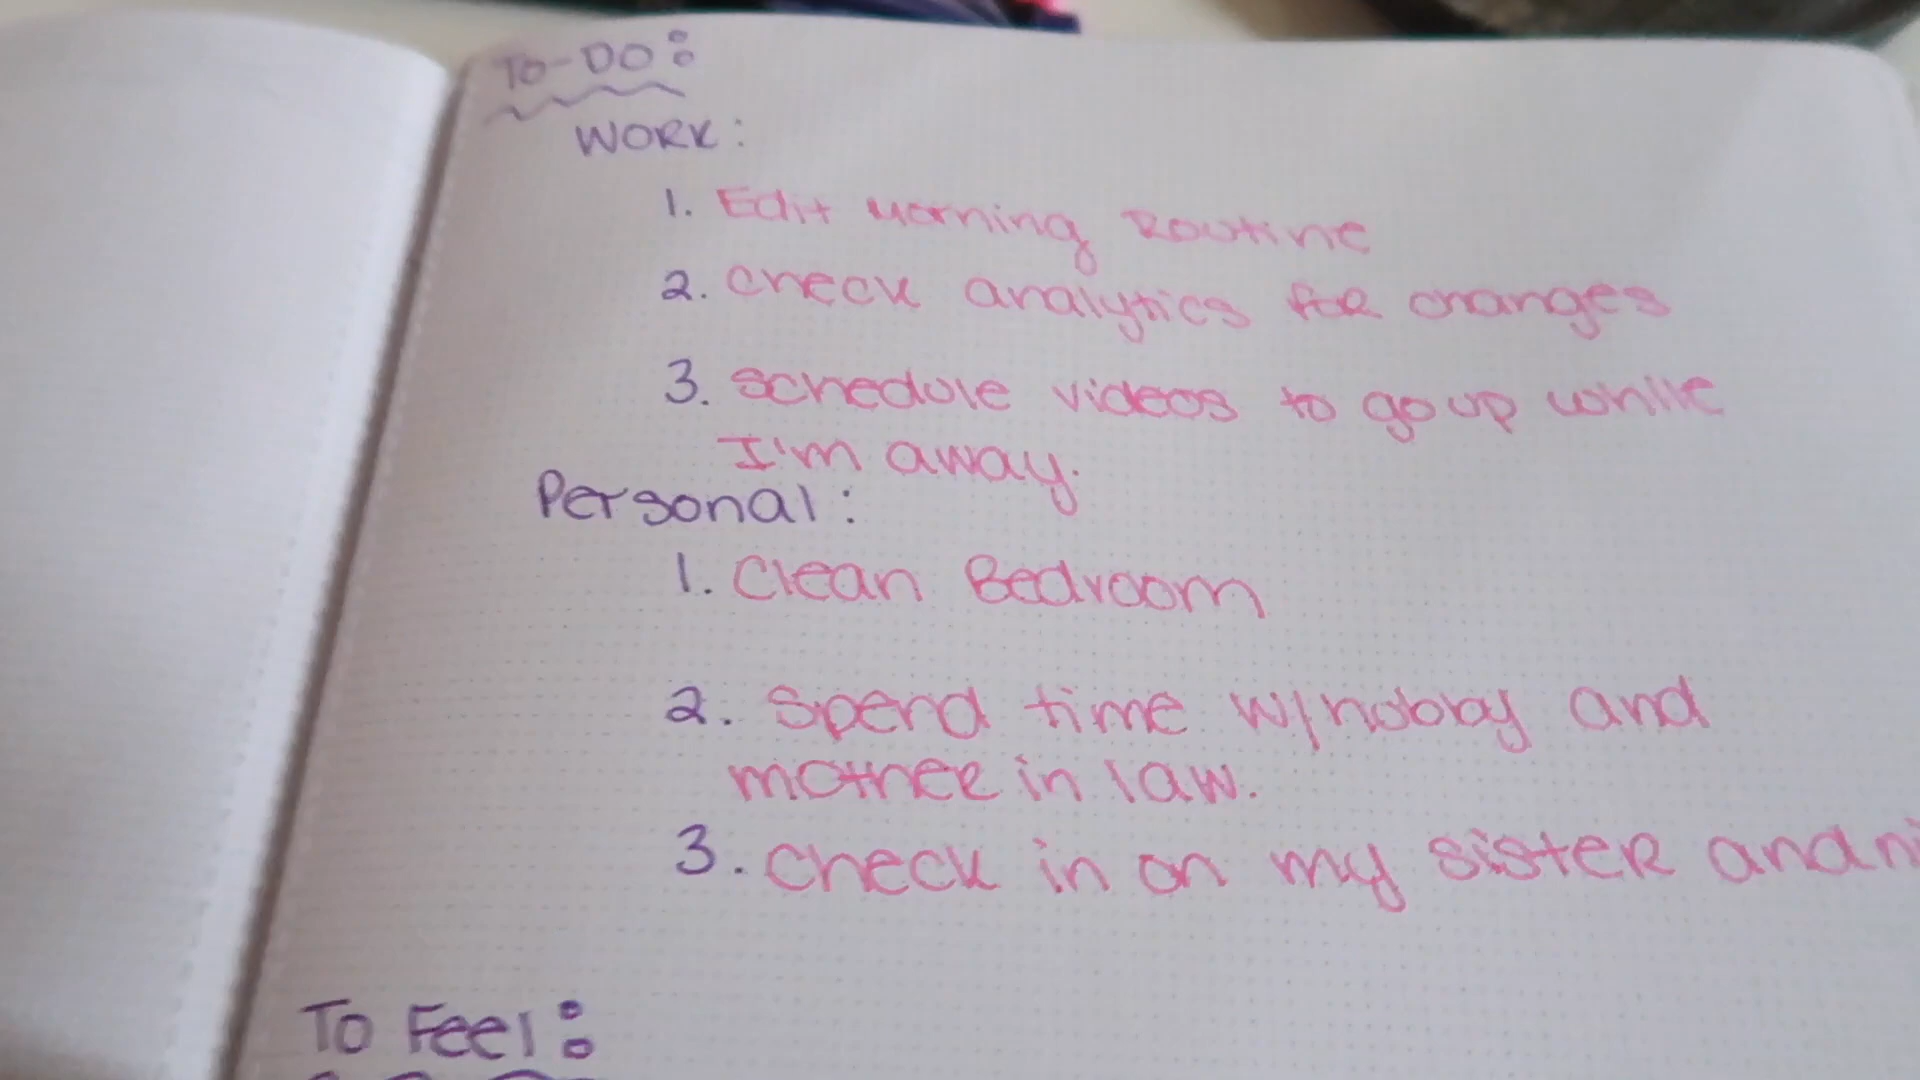 TO-DO:
WORK:
1. Edit Morning Routine
2. check analytics for changes
3. schedule videos to go up while
I'm away.
Personal:
1. Clean Bedroom
2. Spend time w/hubby and
mother in law.
3. check in on my sister and
To Feel: